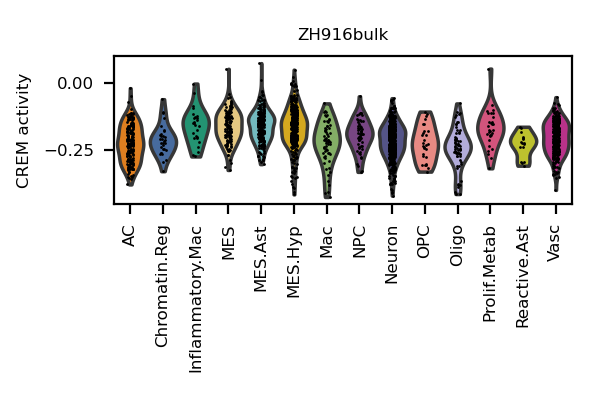 ZH916bulk
CREM activity
0.00
−0.25
AC
Chromatin.Reg
Inflammatory.Mac
MES
MES.Ast
MES.Hyp
Mac
NPC
Neuron
OPC
Oligo
Prolif.Metab
Reactive.Ast
Vasc